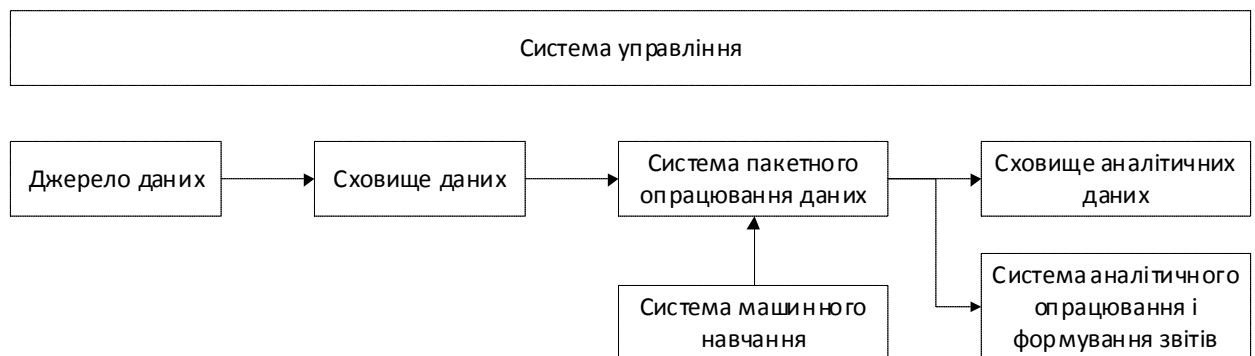 Система управління
Джерело даних
Сховище даних
Система пакетного
опрацювання даних
Сховище аналітичних
даних
Система машинного
навчання
Система аналітичного
опрацювання і
формування звітів